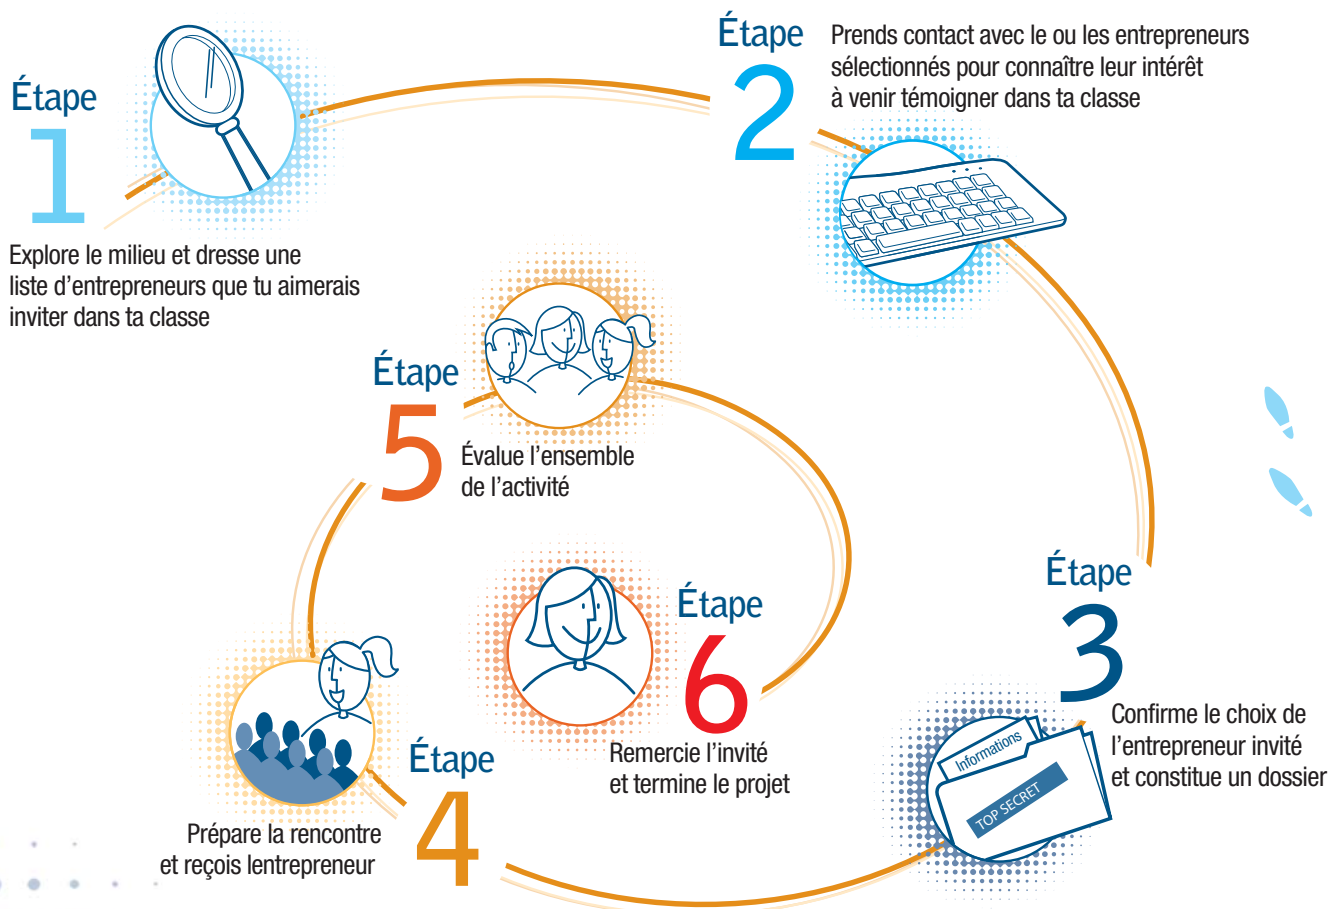 Étape
1
Explore le milieu et dresse une
liste d’entrepreneurs que tu aimerais
inviter dans ta classe
Étape
2
Prends contact avec le ou les entrepreneurs
sélectionnés pour connaître leur intérêt
à venir témoigner dans ta classe
Étape
3
Confirme le choix de
l’entrepreneur invité
et constitue un dossier
Informations
TOP SECRET
Étape
4
Prépare la rencontre
et reçois lentrepreneur
Étape
5
Évalue l’ensemble
de l’activité
Étape
6
Remercie l’invité
et termine le projet